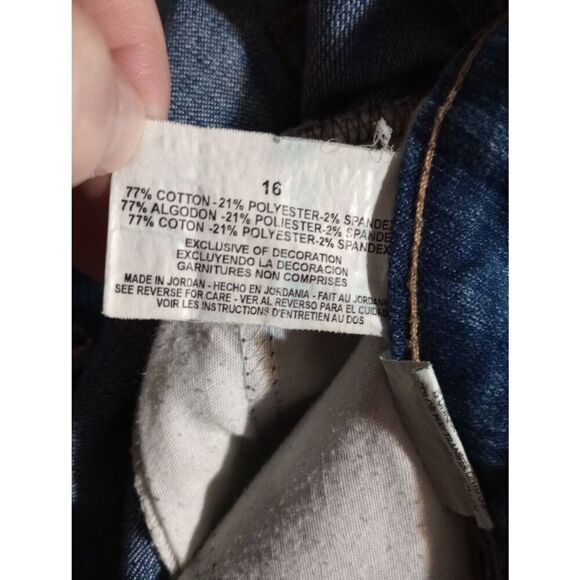 16
77% COTTON -21% POLYESTER-2% SPANDEX
77% ALGODON -21% POLIESTER-2% SPANDEX
77% COTON -21% POLYESTER-2% SPANDEX
EXCLUSIVE OF DECORATION
EXCLUYENDO LA DECORACION
GARNITURES NON COMPRISES
MADE IN JORDAN - HECHO EN JORDANIA - FAIT AU JORDANIE
SEE REVERSE FOR CARE - VER AL REVERSO PARA EL CUIDADO
VOIR LES INSTRUCTIONS D'ENTRETIEN AU DOS